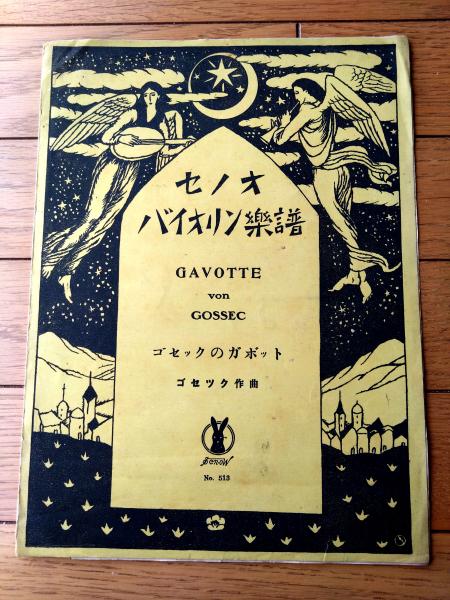 セノオ
バイオリン樂譜
GAVOTTE
von
GOSSEC
ゴセックのガボット
ゴセツク作曲
SENOW
No. 513